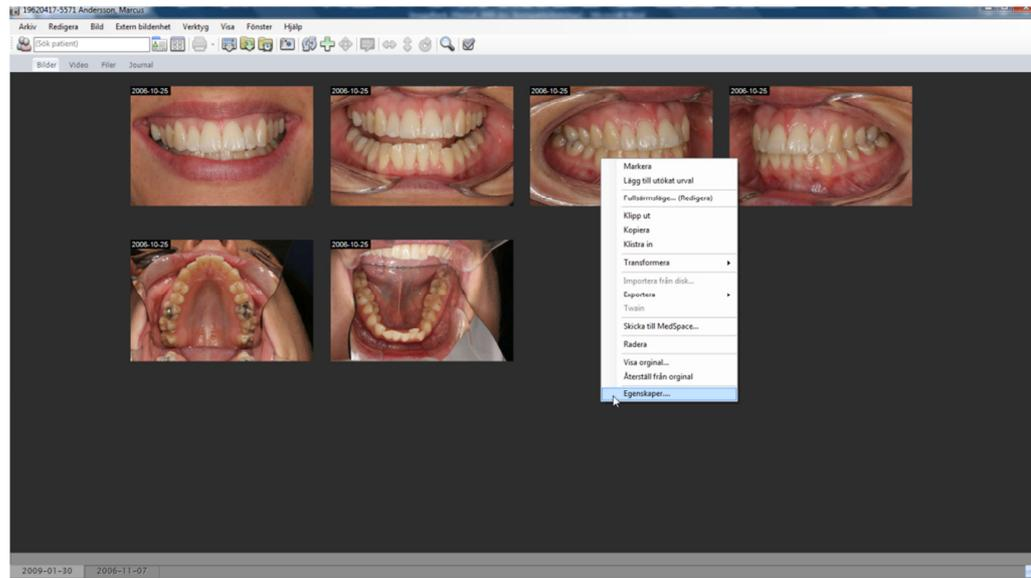 19620417-5571 Andersson, Marcus
Arkiv Redigera Bild Extern bildenhet Verktyg Visa Fönster Hjälp
(Sök patient)
Bilder Video Filer Journal
2006-10-25 2006-10-25 2006-10-25 2006-10-25
2006-10-25 2006-10-25
Markera
Lägg till utökat urval
(Redigera)
Klipp ut
Kopiera
Klistra in
Transformera
Importera från disk...
Exportera
Twain
Skicka till MedSpace...
Radera
Visa orginal...
Återställ från orginal
Egenskaper....
2009-01-30 2006-11-07